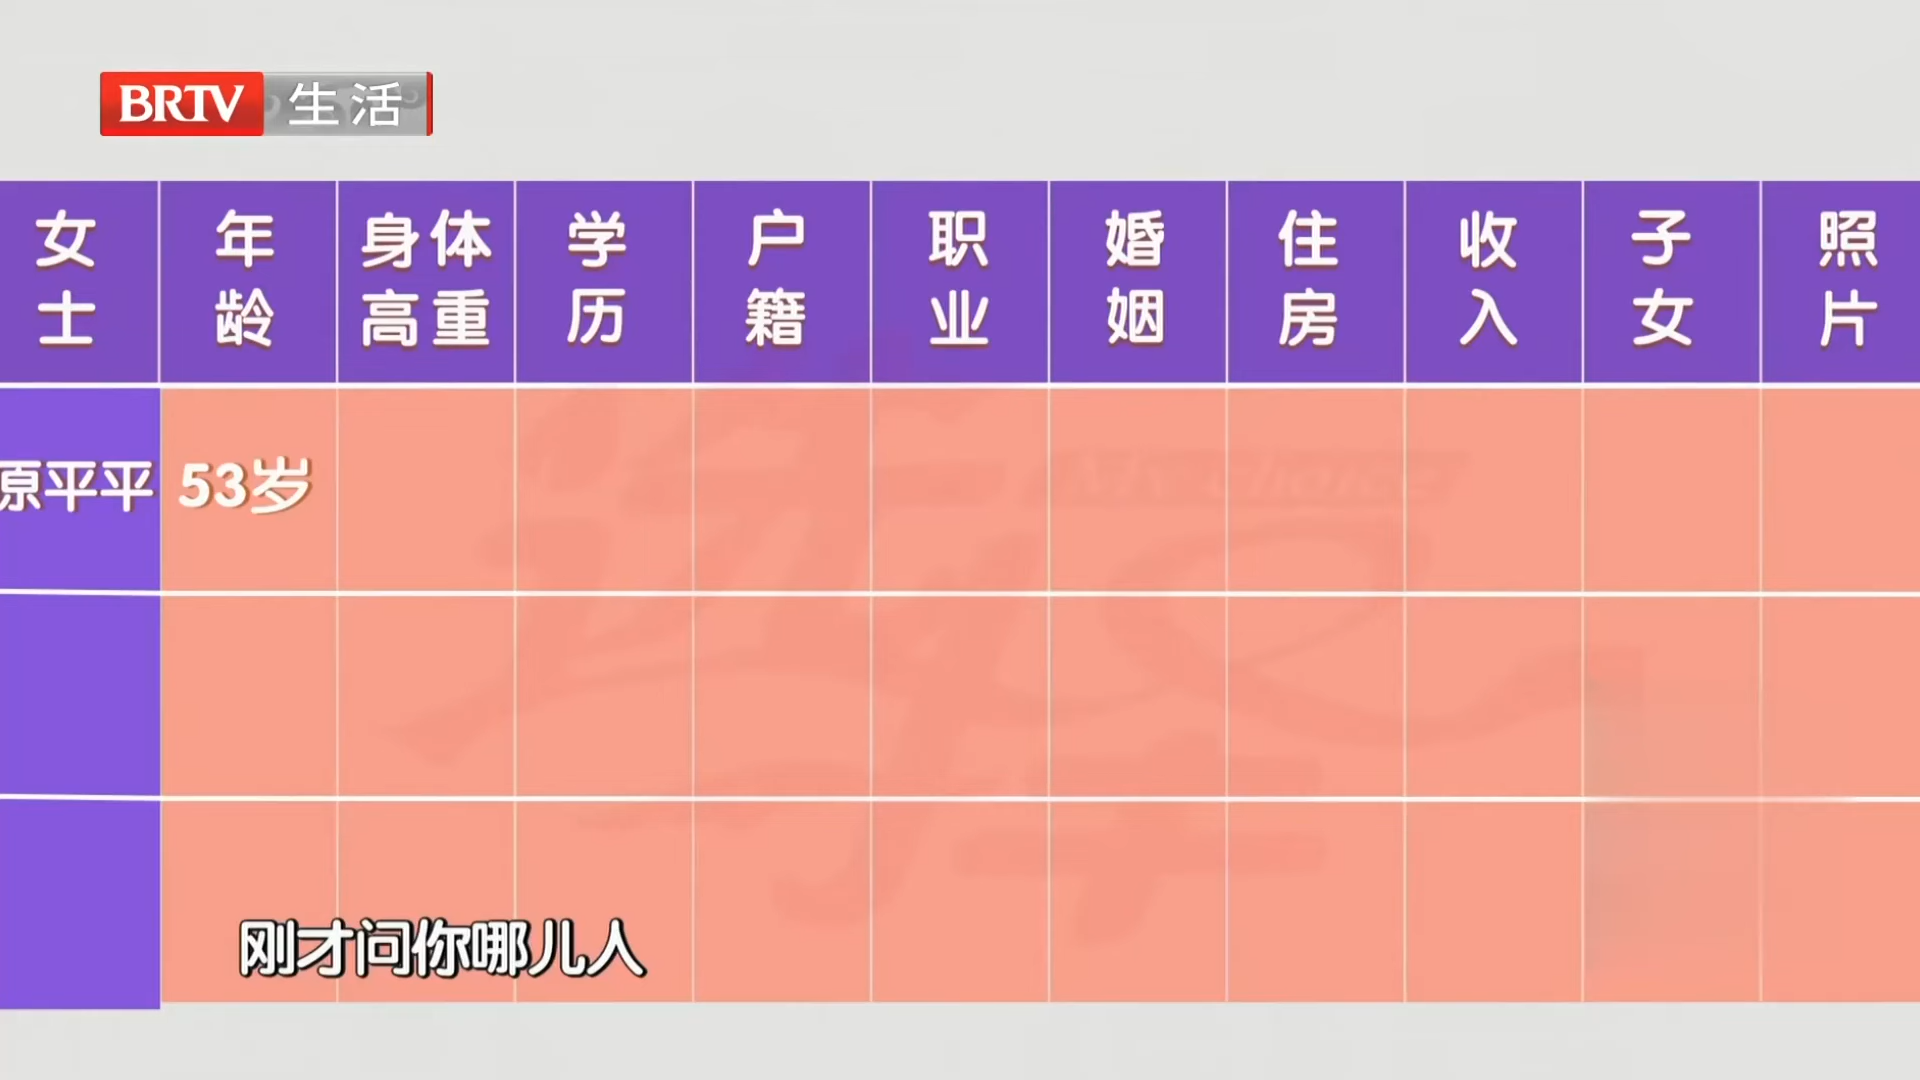 BRTV 生活
女士 年龄 身高 体重 学历 户籍 职业 婚姻 住房 收入 子女 照片
原平平 53岁
My choice
刚才问你哪儿人